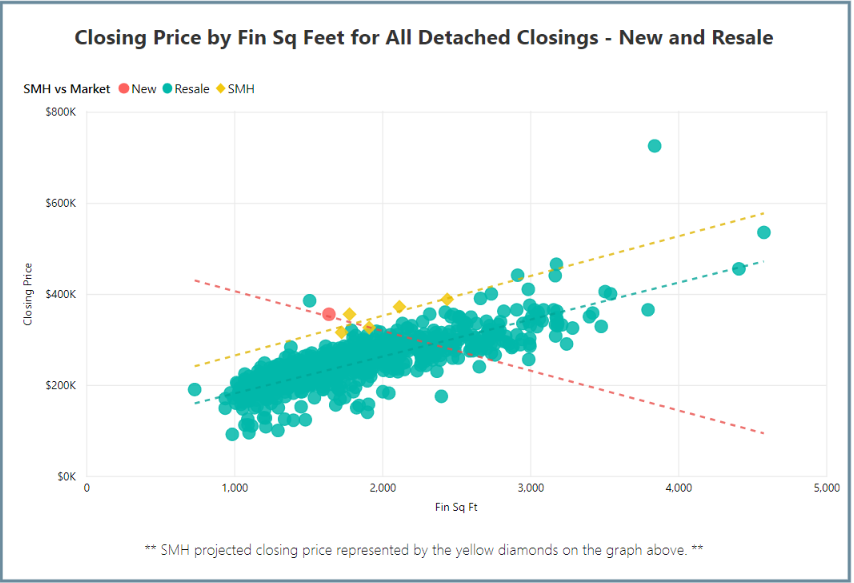 Closing Price by Fin Sq Feet for All Detached Closings - New and Resale
SMH vs Market New Resale SMH
$800K
$600K
$400K
$200K
$0K
Closing Price
0 1,000 2,000 3,000 4,000 5,000
Fin Sq Ft
** SMH projected closing price represented by the yellow diamonds on the graph above. **